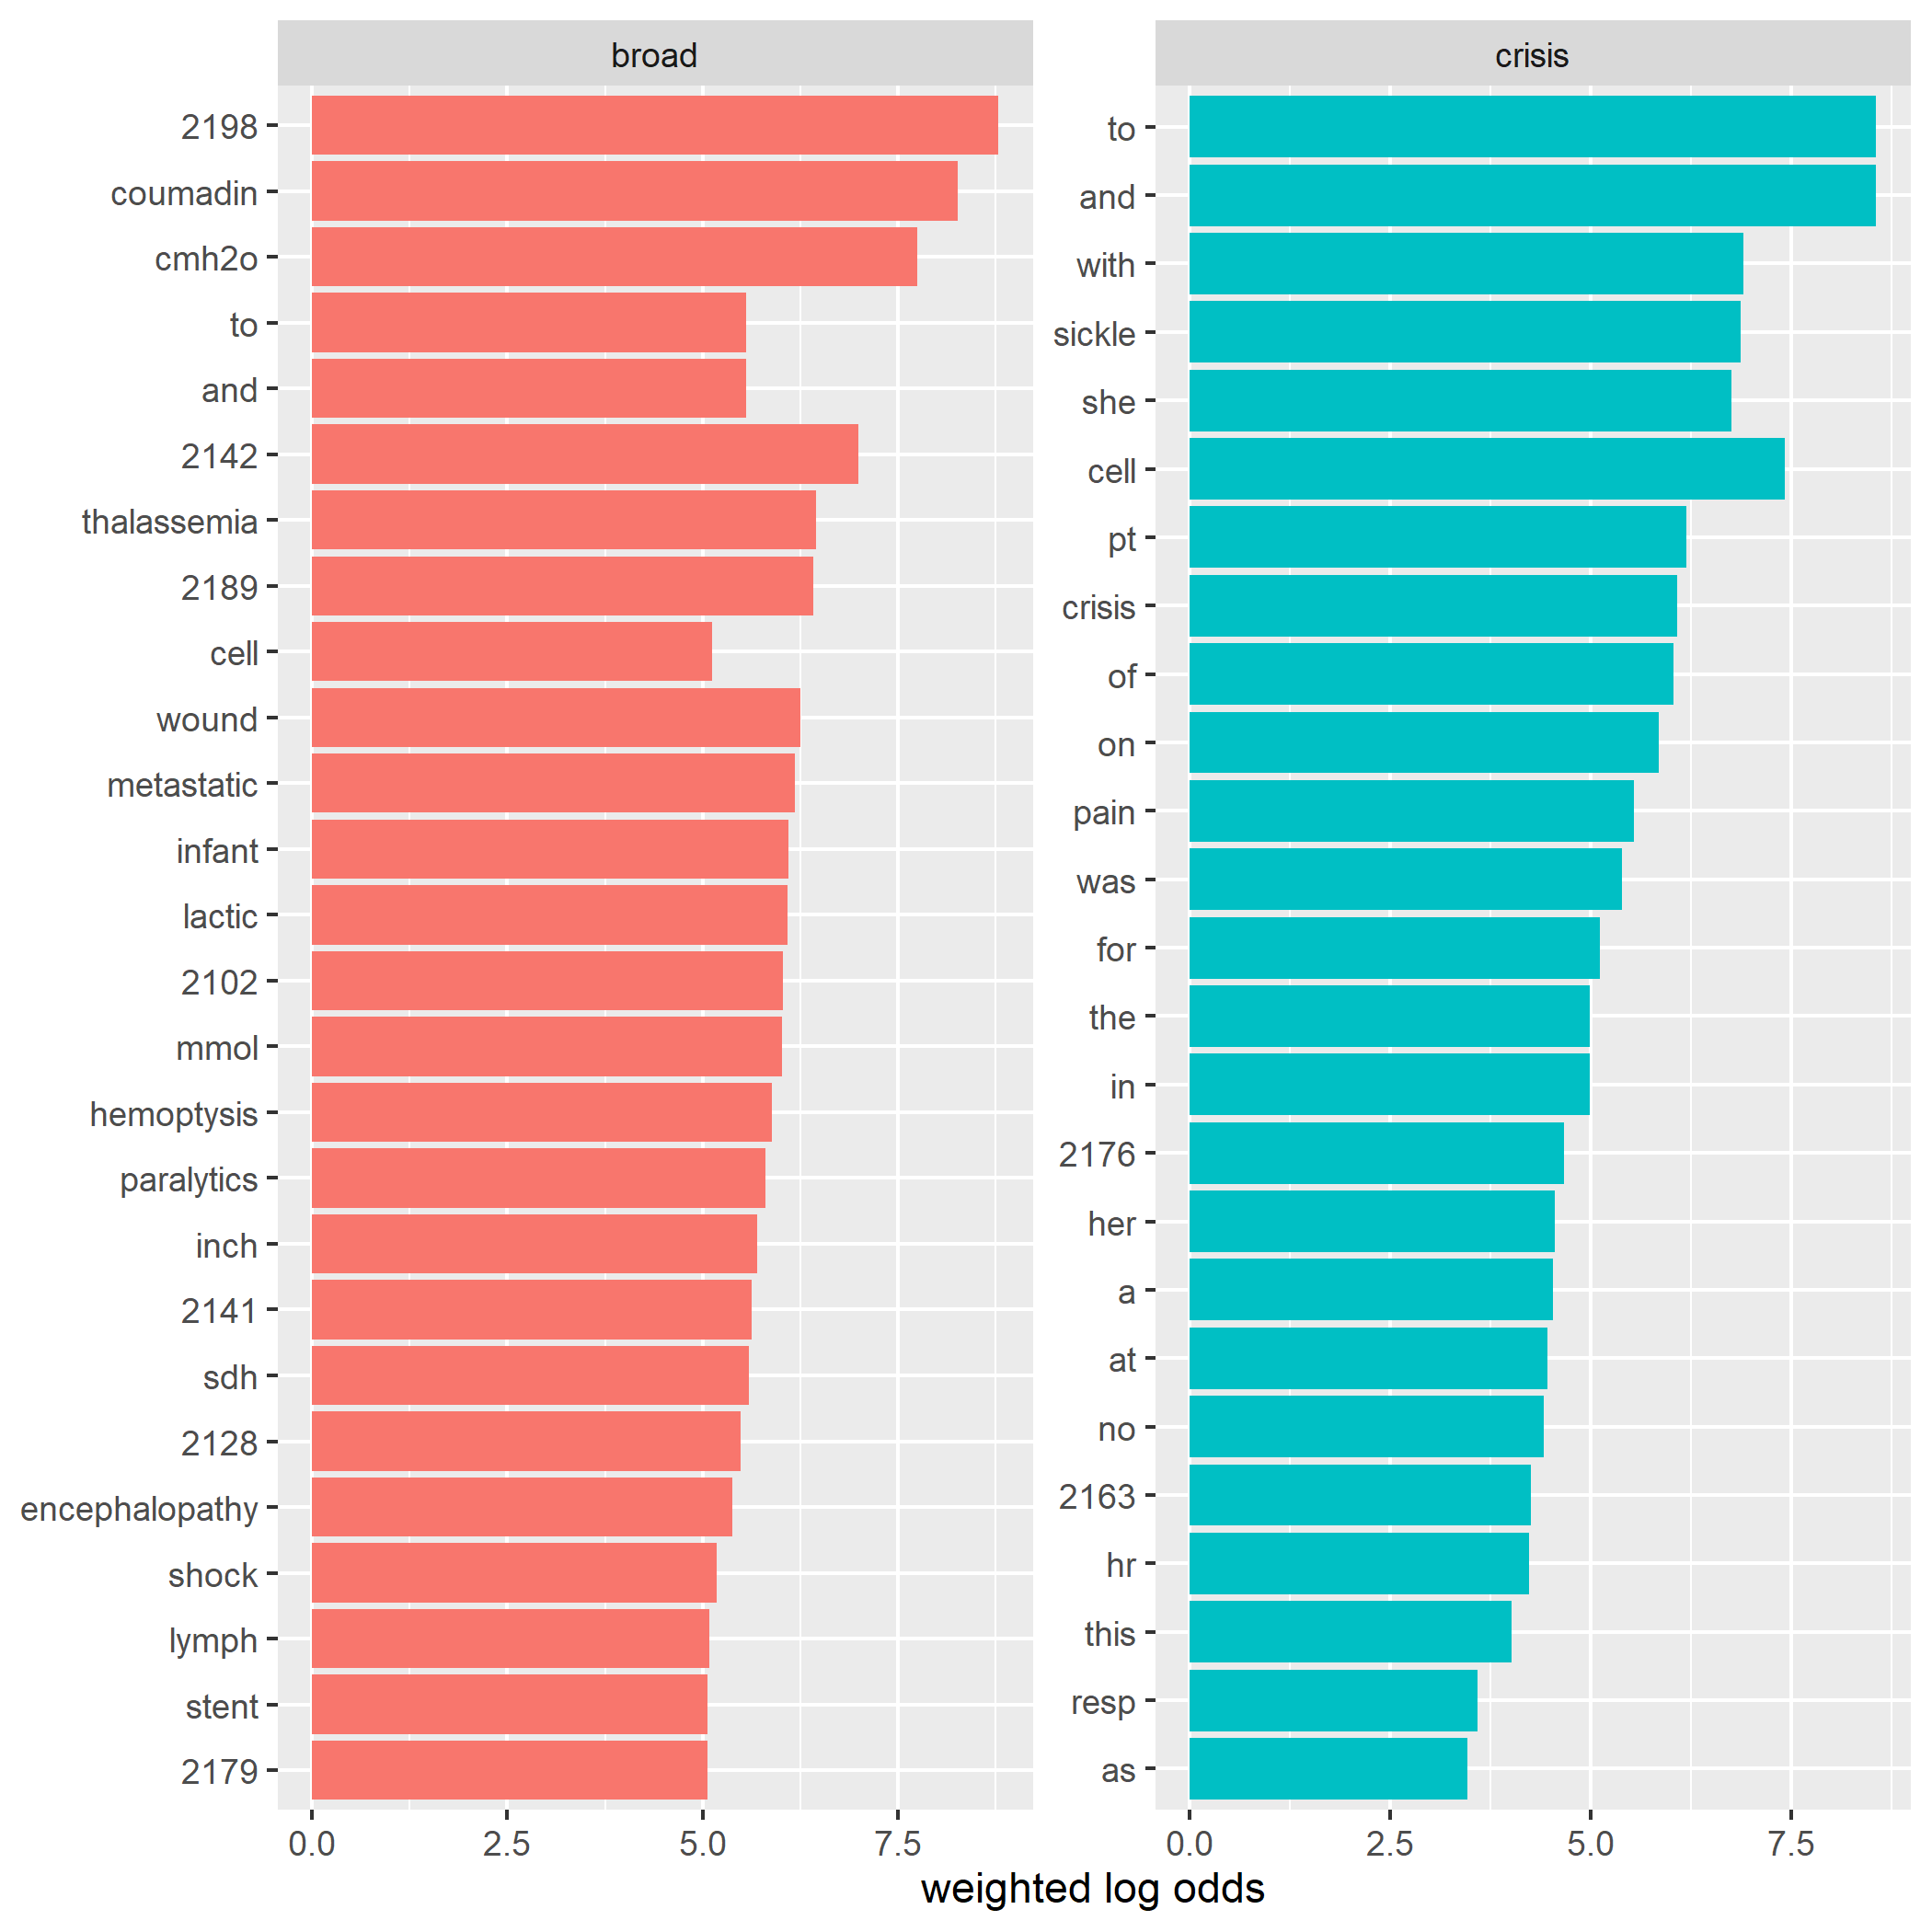 broad
2198
coumadin
cmh2o
to
and
2142
thalassemia
2189
cell
wound
metastatic
infant
lactic
2102
mmol
hemoptysis
paralytics
inch
2141
sdh
2128
encephalopathy
shock
lymph
stent
2179
0.0 2.5 5.0 7.5
crisis
to
and
with
sickle
she
cell
pt
crisis
of
on
pain
was
for
the
in
2176
her
a
at
no
2163
hr
this
resp
as
0.0 2.5 5.0 7.5
weighted log odds